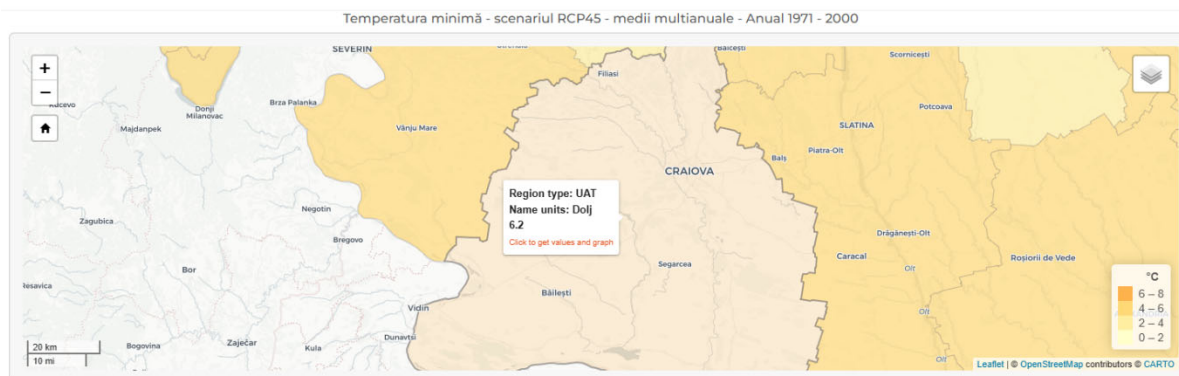 Temperatura minimă - scenariul RCP45 - medii multianuale - Anual 1971 - 2000
SEVERIN
Băicești
Scornicești
+
−
Filiasi
Donji
Milanovac
Brza Palanka
Potcoava
Majdanpek
Vânju Mare
SLATINA
Piatra-Olt
Balș
CRAIOVA
Region type: UAT
Name units: Dolj
6.2
Click to get values and graph
Negotin
Zagubica
Bregovo
Drăgănești-Olt
Caracal
Roșiorii de Vede
Segarcea
Olt
Bor
°C
6 – 8
4 – 6
2 – 4
0 – 2
Băilești
Vidin
Olt
Dunavtsi
Bogovina
Zaječar
Kula
20 km
10 mi
Olt
Leaflet | © OpenStreetMap contributors © CARTO